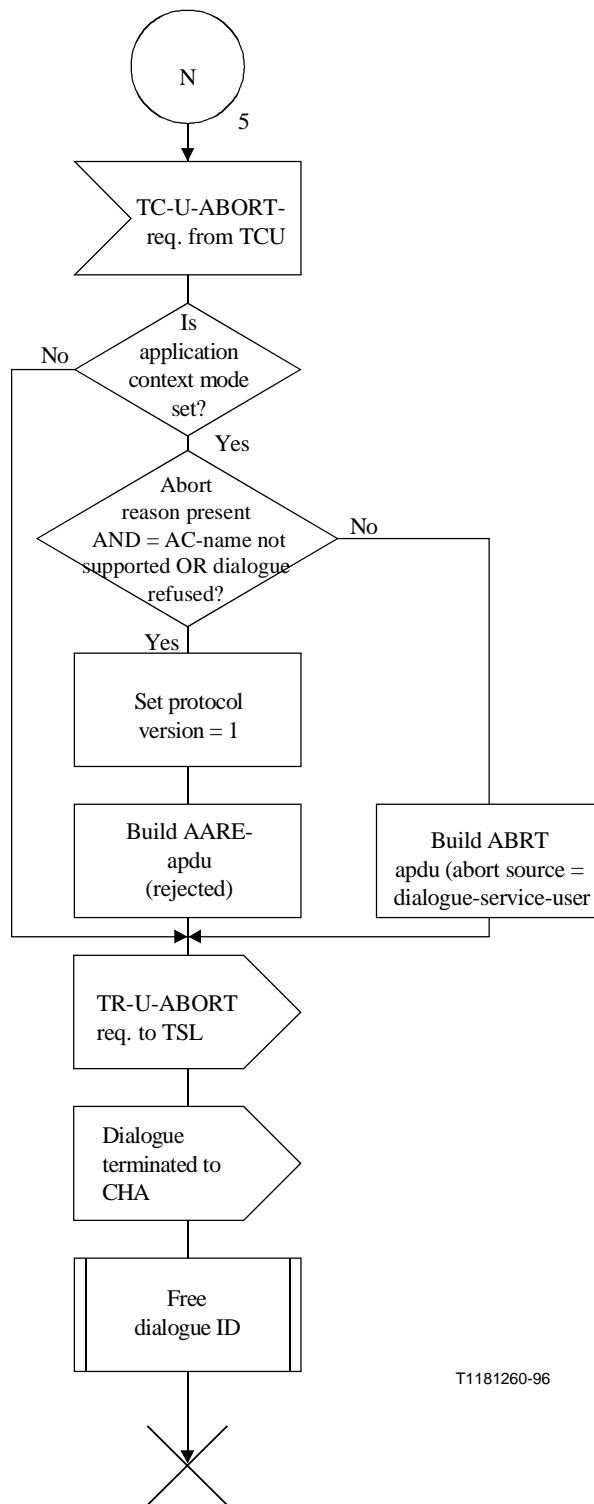 N
5
TC-U-ABORT-
req. from TCU
Is
application
context mode
set?
No
Yes
Abort
reason present
AND = AC-name not
supported OR dialogue
refused?
No
Yes
Set protocol
version = 1
Build AARE-
apdu
(rejected)
Build ABRT
apdu (abort source =
dialogue-service-user
TR-U-ABORT
req. to TSL
Dialogue
terminated to
CHA
Free
dialogue ID
T1181260-96